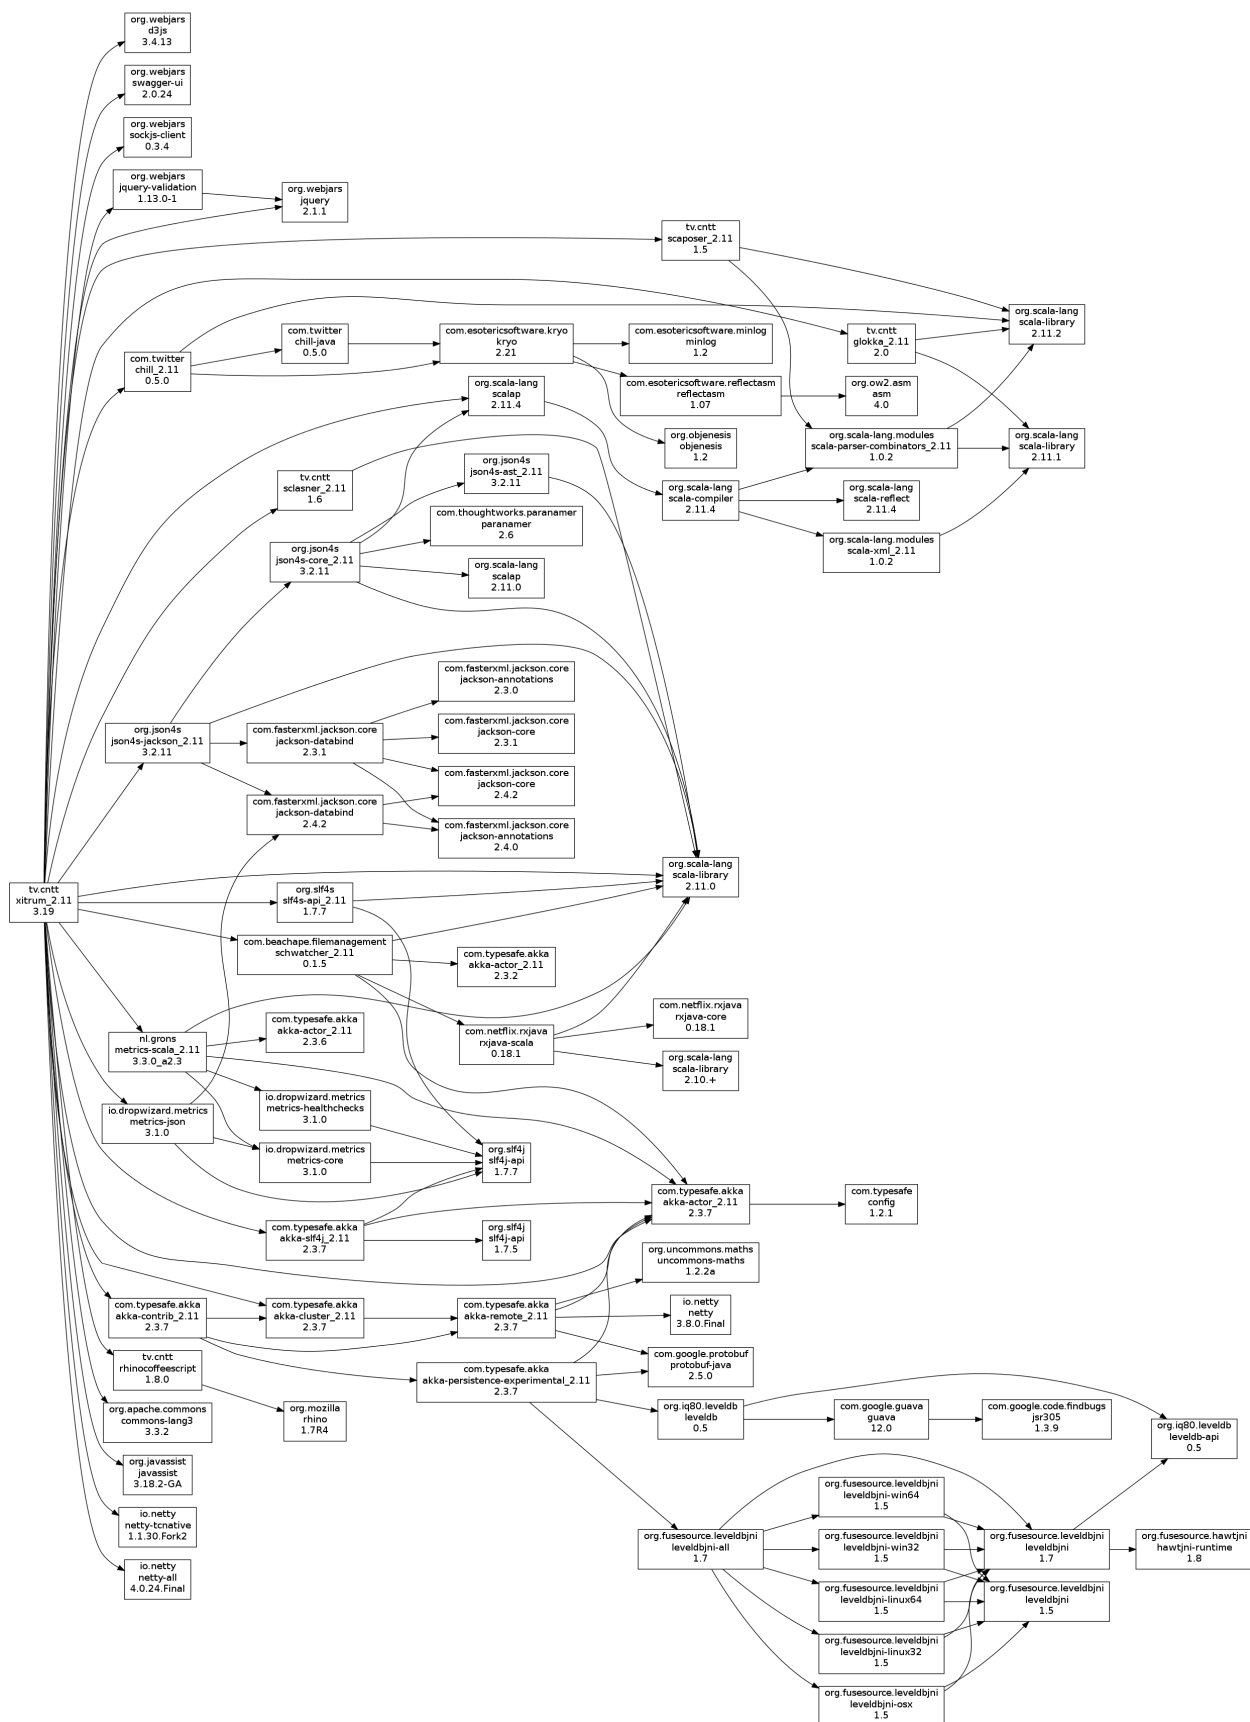 org.webjars
d3js
3.4.13
org.webjars
swagger-ui
2.0.24
org.webjars
sockjs-client
0.3.4
org.webjars
jquery-validation
1.13.0-1
org.webjars
jquery
2.1.1
tv.cntt
scaposer_2.11
1.5
org.scala-lang
scala-library
2.11.2
com.twitter
chill-java
0.5.0
com.esotericsoftware.kryo
kryo
2.21
com.esotericsoftware.minlog
minlog
1.2
tv.cntt
glokka_2.11
2.0
com.twitter
chill_2.11
0.5.0
org.scala-lang
scalap
2.11.4
com.esotericsoftware.reflectasm
reflectasm
1.07
org.ow2.asm
asm
4.0
org.objenesis
objenesis
1.2
org.scala-lang.modules
scala-parser-combinators_2.11
1.0.2
org.scala-lang
scala-library
2.11.1
tv.cntt
sclasner_2.11
1.6
org.json4s
json4s-ast_2.11
3.2.11
org.scala-lang
scala-compiler
2.11.4
org.scala-lang
scala-reflect
2.11.4
com.thoughtworks.paranamer
paranamer
2.6
org.scala-lang.modules
scala-xml_2.11
1.0.2
org.json4s
json4s-core_2.11
3.2.11
org.scala-lang
scalap
2.11.0
com.fasterxml.jackson.core
jackson-annotations
2.3.0
org.json4s
json4s-jackson_2.11
3.2.11
com.fasterxml.jackson.core
jackson-databind
2.3.1
com.fasterxml.jackson.core
jackson-core
2.3.1
com.fasterxml.jackson.core
jackson-core
2.4.2
com.fasterxml.jackson.core
jackson-databind
2.4.2
com.fasterxml.jackson.core
jackson-annotations
2.4.0
tv.cntt
xitrum_2.11
3.19
org.slf4s
slf4s-api_2.11
1.7.7
org.scala-lang
scala-library
2.11.0
com.beachape.filemanagement
schwatcher_2.11
0.1.5
com.typesafe.akka
akka-actor_2.11
2.3.2
com.netflix.rxjava
rxjava-core
0.18.1
nl.grons
metrics-scala_2.11
3.3.0_a2.3
com.typesafe.akka
akka-actor_2.11
2.3.6
com.netflix.rxjava
rxjava-scala
0.18.1
org.scala-lang
scala-library
2.10.+
io.dropwizard.metrics
metrics-json
3.1.0
io.dropwizard.metrics
metrics-healthchecks
3.1.0
io.dropwizard.metrics
metrics-core
3.1.0
org.slf4j
slf4j-api
1.7.7
com.typesafe.akka
akka-actor_2.11
2.3.7
com.typesafe
config
1.2.1
com.typesafe.akka
akka-slf4j_2.11
2.3.7
org.slf4j
slf4j-api
1.7.5
org.uncommons.maths
uncommons-maths
1.2.2a
com.typesafe.akka
akka-contrib_2.11
2.3.7
com.typesafe.akka
akka-cluster_2.11
2.3.7
com.typesafe.akka
akka-remote_2.11
2.3.7
io.netty
netty
3.8.0.Final
tv.cntt
rhinocoffeescript
1.8.0
com.typesafe.akka
akka-persistence-experimental_2.11
2.3.7
com.google.protobuf
protobuf-java
2.5.0
org.apache.commons
commons-lang3
3.3.2
org.mozilla
rhino
1.7R4
org.iq80.leveldb
leveldb
0.5
com.google.guava
guava
12.0
com.google.code.findbugs
jsr305
1.3.9
org.iq80.leveldb
leveldb-api
0.5
org.javassist
javassist
3.18.2-GA
io.netty
netty-tcnative
1.1.30.Fork2
org.fusesource.leveldbjni
leveldbjni-win64
1.5
io.netty
netty-all
4.0.24.Final
org.fusesource.leveldbjni
leveldbjni-all
1.7
org.fusesource.leveldbjni
leveldbjni-win32
1.5
org.fusesource.leveldbjni
leveldbjni
1.7
org.fusesource.hawtjni
hawtjni-runtime
1.8
org.fusesource.leveldbjni
leveldbjni-linux64
1.5
org.fusesource.leveldbjni
leveldbjni
1.5
org.fusesource.leveldbjni
leveldbjni-linux32
1.5
org.fusesource.leveldbjni
leveldbjni-osx
1.5